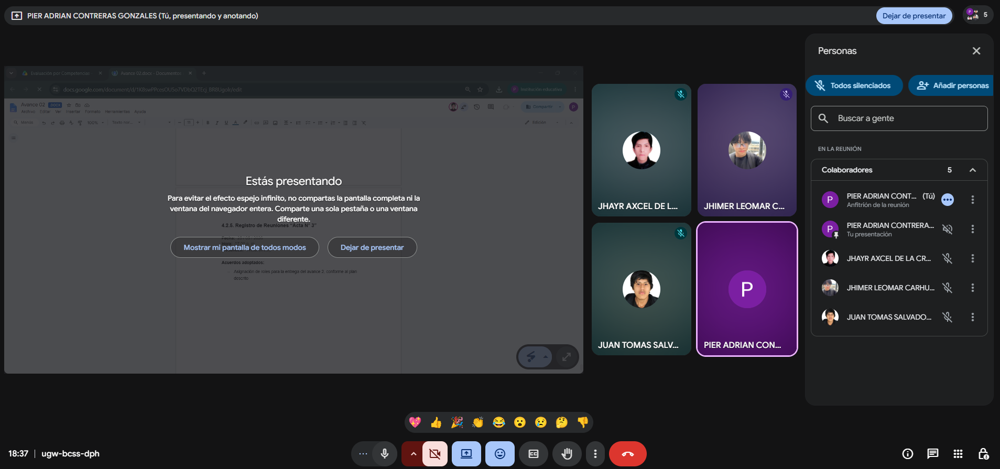 PIER ADRIAN CONTRERAS GONZALES (Tú, presentando y anotando)
Dejar de presentar
P
5
Evaluación por Competencias
Avance 02.docx - Documentos
Institución educativa
Avance 02 .DOCX
Archivo Editar Ver Insertar Formato Herramientas Ayuda
Compartir
P
Menús
100%
Texto nor...
11
B I U A
Edición
Estás presentando
Para evitar el efecto espejo infinito, no compartas la pantalla completa ni la
ventana del navegador entera. Comparte una sola pestaña o una ventana
diferente.
4.2.5. Registro de Reuniones "Acta N° 3"
Fecha:
Hora:
Mostrar mi pantalla de todos modos
Dejar de presentar
Acuerdos adoptados:
- Asignación de roles para la entrega del avance 2, conforme al plan
descrito
JHAYR AXCEL DE L...
JHIMER LEOMAR C...
JUAN TOMAS SALV...
P
PIER ADRIAN CON...
Personas
Todos silenciados
Añadir personas
Buscar a gente
EN LA REUNIÓN
Colaboradores
5
P
PIER ADRIAN CONT... (Tú)
Anfitrión de la reunión
P
PIER ADRIAN CONTRERA...
Tu presentación
JHAYR AXCEL DE LA CR...
JHIMER LEOMAR CARHU...
JUAN TOMAS SALVADO...
18:37
ugw-bcss-dph
CC